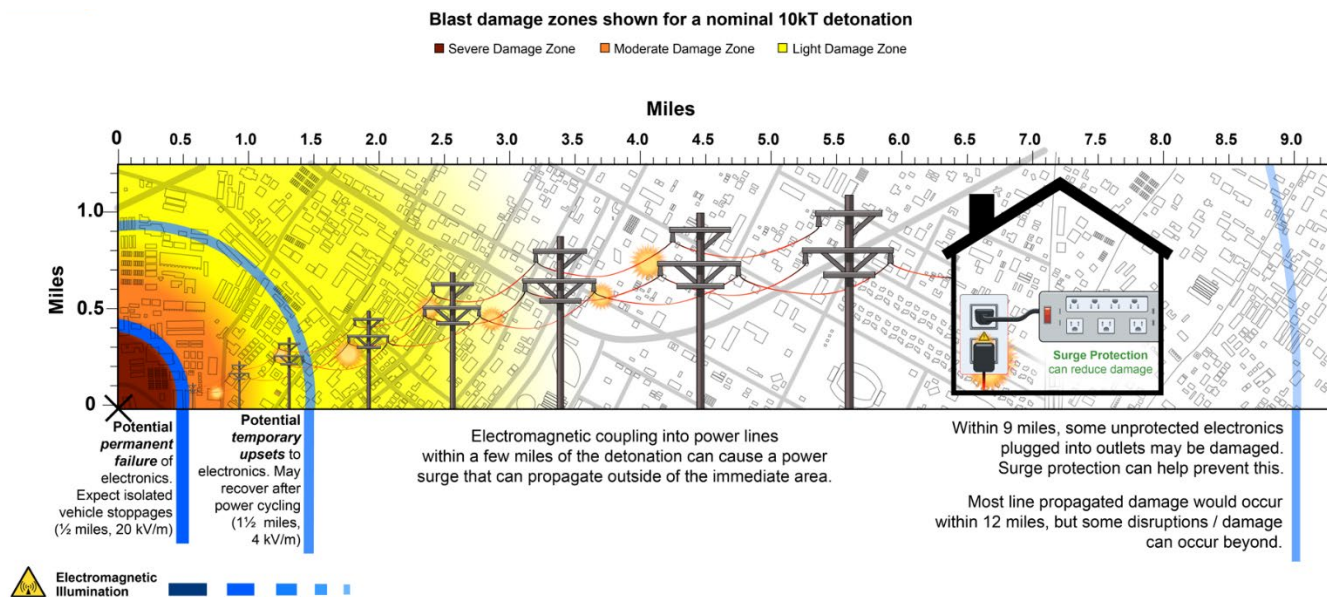 Blast damage zones shown for a nominal 10kT detonation
Severe Damage Zone Moderate Damage Zone Light Damage Zone
Miles
0 0.5 1.0 1.5 2.0 2.5 3.0 3.5 4.0 4.5 5.0 5.5 6.0 6.5 7.0 7.5 8.0 8.5 9.0
Miles
1.0
0.5
0
Surge Protection
can reduce damage
Potential
permanent
failure of
electronics.
Expect isolated
vehicle stoppages
(½ miles, 20 kV/m)
Potential
temporary
upsets to
electronics. May
recover after
power cycling
(1½ miles,
4 kV/m)
Electromagnetic coupling into power lines
within a few miles of the detonation can cause a power
surge that can propagate outside of the immediate area.
Within 9 miles, some unprotected electronics
plugged into outlets may be damaged.
Surge protection can help prevent this.
Most line propagated damage would occur
within 12 miles, but some disruptions / damage
can occur beyond.
Electromagnetic
Illumination